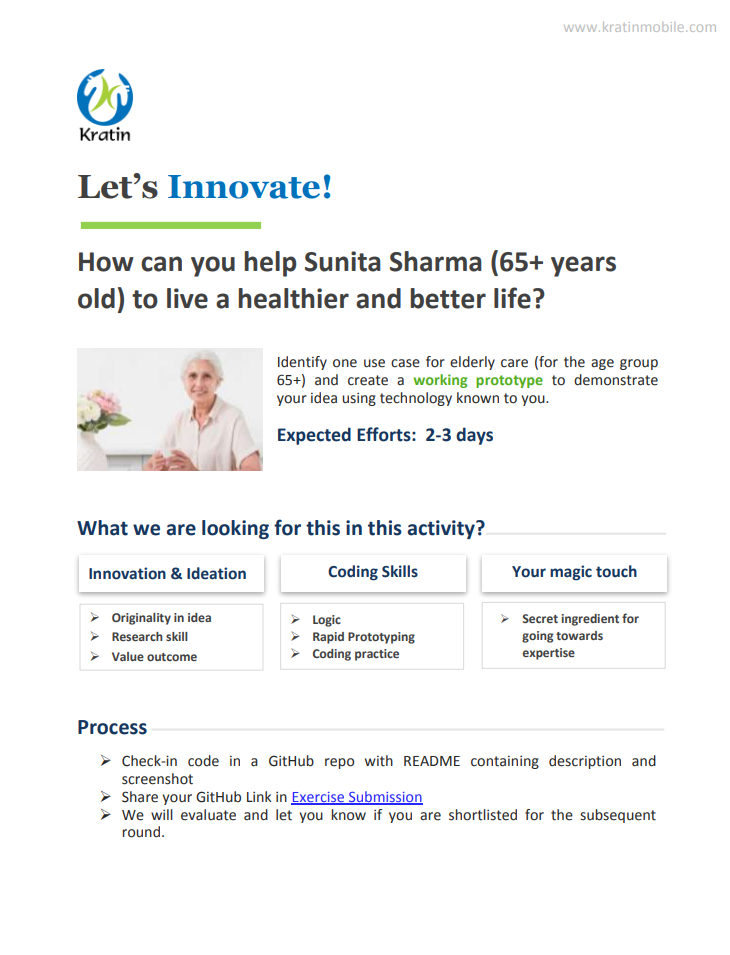 www.kratinmobile.com
Kratin
Let’s Innovate!
How can you help Sunita Sharma (65+ years
old) to live a healthier and better life?
Identify one use case for elderly care (for the age group
65+) and create a working prototype to demonstrate
your idea using technology known to you.
Expected Efforts: 2-3 days
What we are looking for this in this activity?
Innovation & Ideation
Coding Skills
Your magic touch
➢ Originality in idea
➢ Research skill
➢ Value outcome
➢ Logic
➢ Rapid Prototyping
➢ Coding practice
➢ Secret ingredient for
going towards
expertise
Process
➢ Check-in code in a GitHub repo with README containing description and
screenshot
➢ Share your GitHub Link in Exercise Submission
➢ We will evaluate and let you know if you are shortlisted for the subsequent
round.